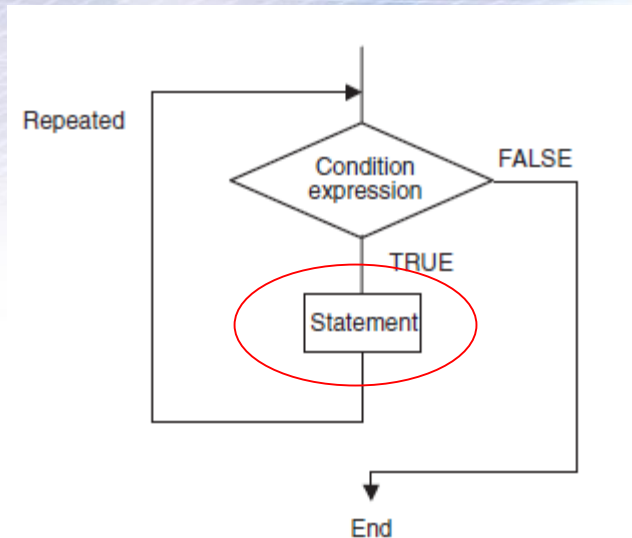 Repeated
Condition
expression
FALSE
TRUE
Statement
End